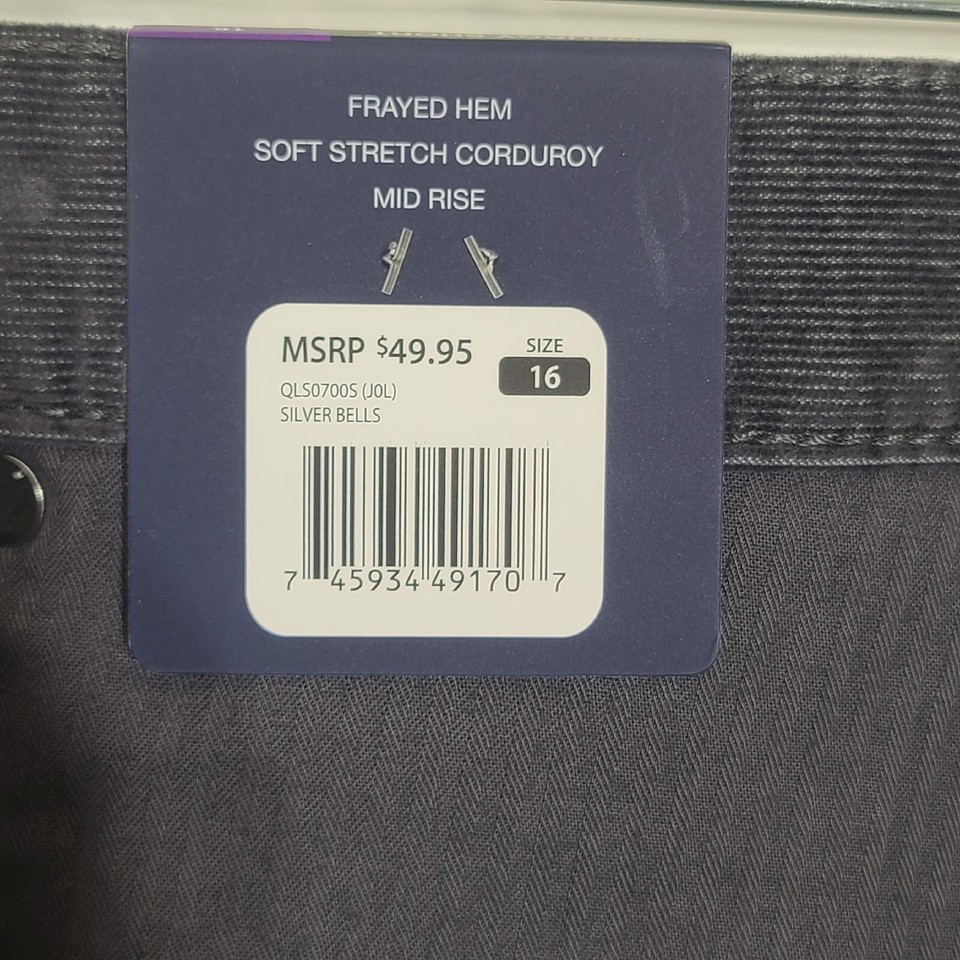 FRAYED HEM
SOFT STRETCH CORDUROY
MID RISE
MSRP $49.95
SIZE
16
QLS0700S (J0L)
SILVER BELLS
7 45934 49170 7